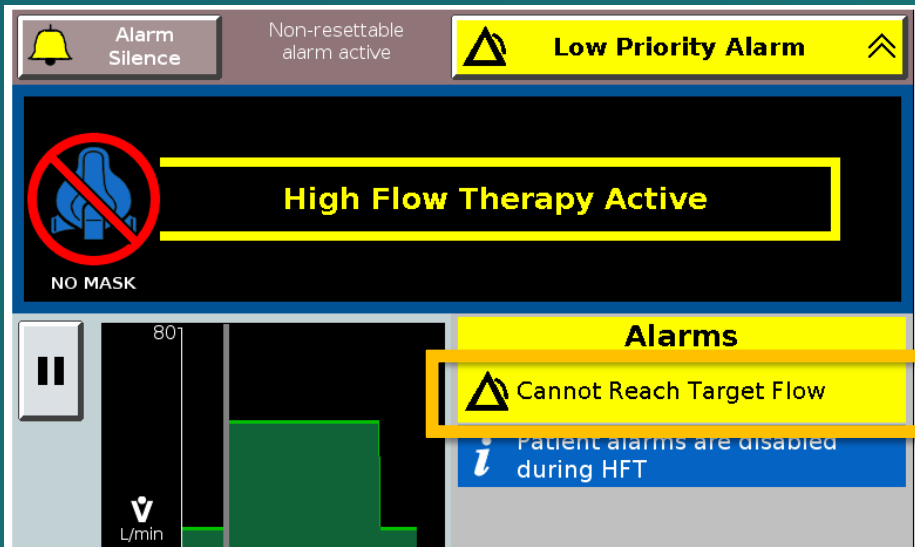 Alarm
Silence
Non-resettable
alarm active
Low Priority Alarm
High Flow Therapy Active
NO MASK
80
V̇
L/min
Alarms
Cannot Reach Target Flow
i Patient alarms are disabled
during HFT